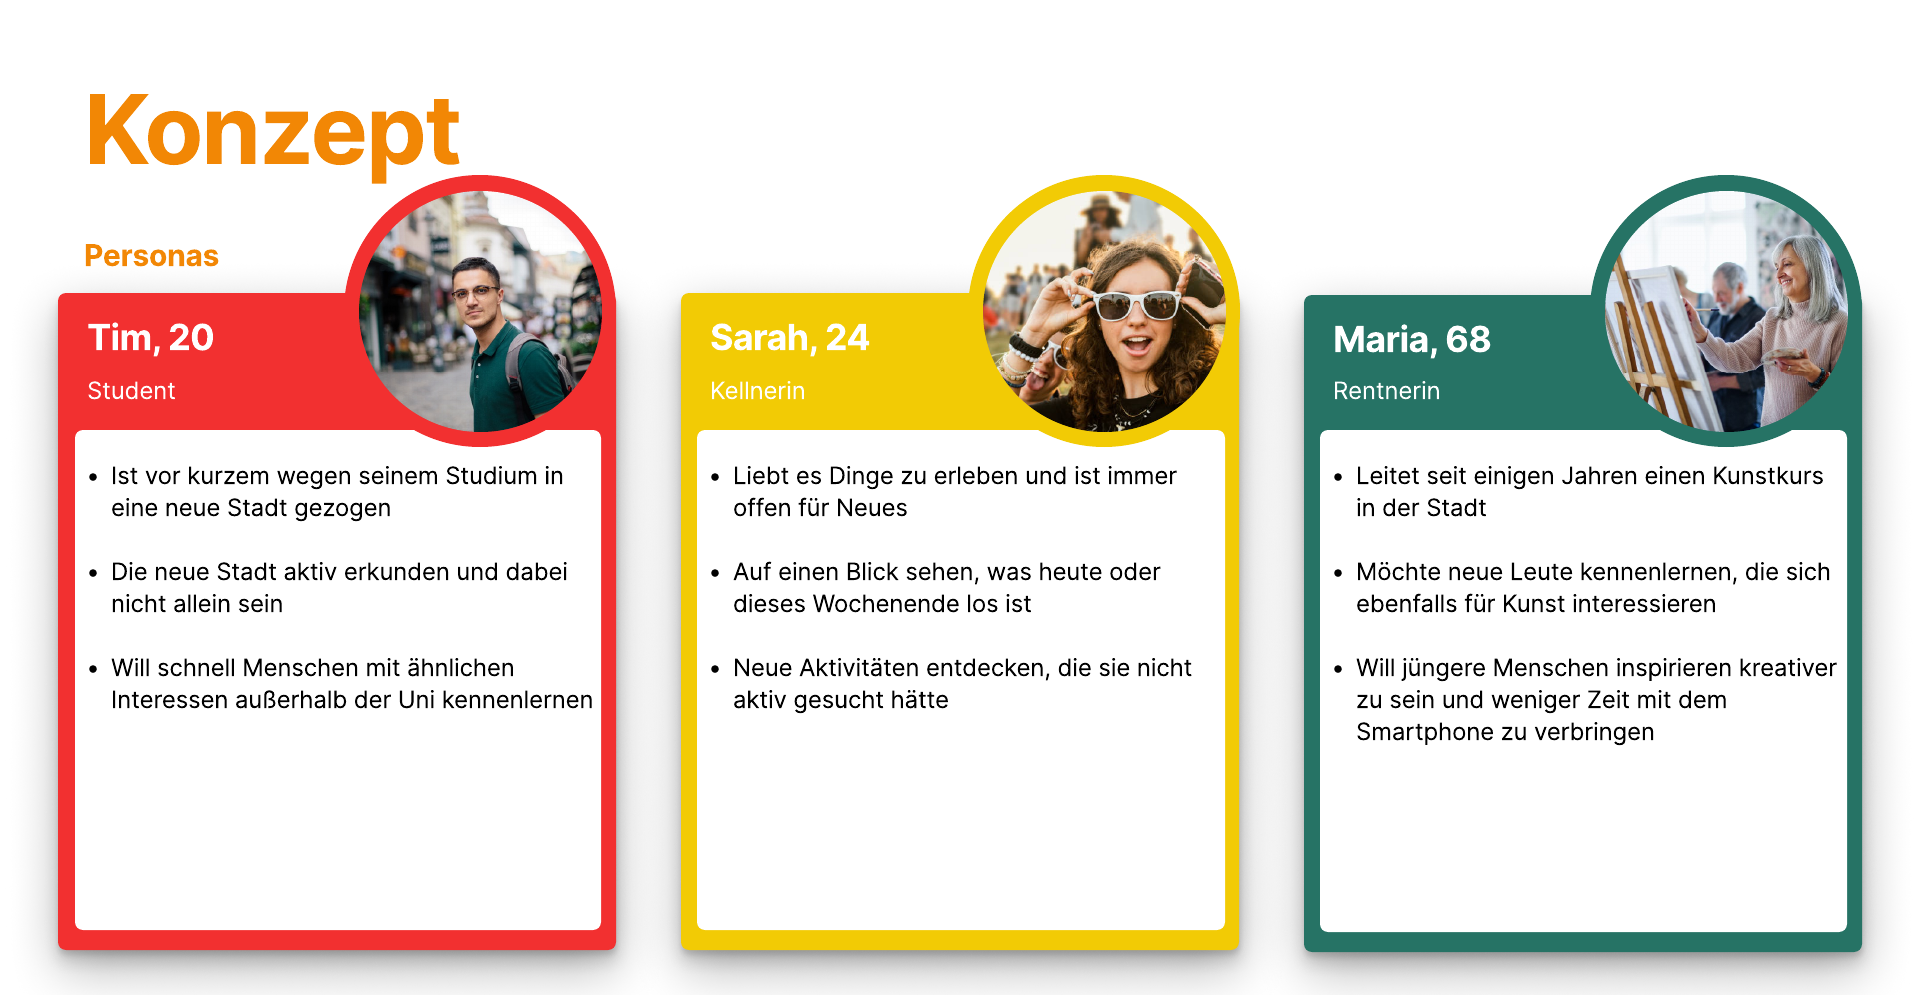 Konzept
Personas
Tim, 20
Student
• Ist vor kurzem wegen seinem Studium in
eine neue Stadt gezogen
• Die neue Stadt aktiv erkunden und dabei
nicht allein sein
• Will schnell Menschen mit ähnlichen
Interessen außerhalb der Uni kennenlernen
Sarah, 24
Kellnerin
• Liebt es Dinge zu erleben und ist immer
offen für Neues
• Auf einen Blick sehen, was heute oder
dieses Wochenende los ist
• Neue Aktivitäten entdecken, die sie nicht
aktiv gesucht hätte
Maria, 68
Rentnerin
• Leitet seit einigen Jahren einen Kunstkurs
in der Stadt
• Möchte neue Leute kennenlernen, die sich
ebenfalls für Kunst interessieren
• Will jüngere Menschen inspirieren kreativer
zu sein und weniger Zeit mit dem
Smartphone zu verbringen